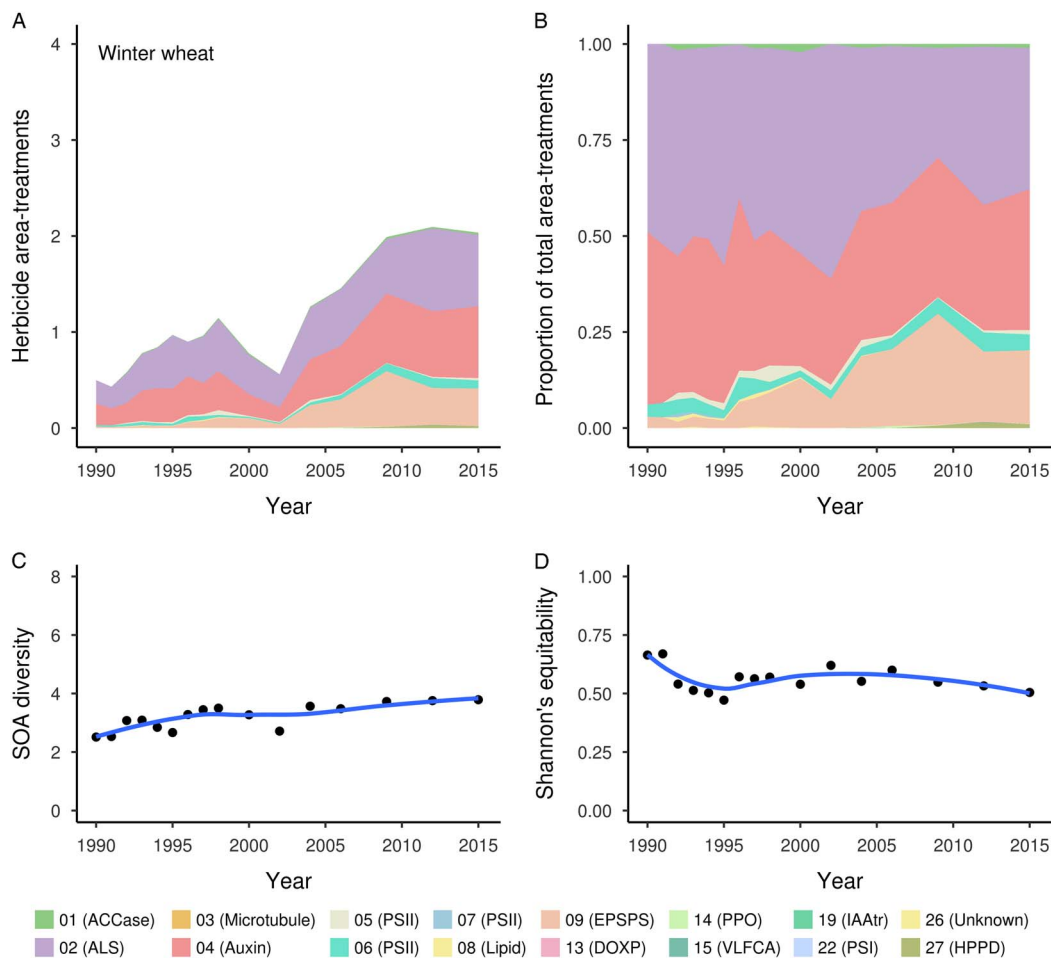 A
Winter wheat
Herbicide area-treatments
4
3
2
1
0
1990 1995 2000 2005 2010 2015
Year
B
Proportion of total area-treatments
1.00
0.75
0.50
0.25
0.00
1990 1995 2000 2005 2010 2015
Year
C
SOA diversity
8
6
4
2
0
1990 1995 2000 2005 2010 2015
Year
D
Shannon's equitability
1.00
0.75
0.50
0.25
0.00
1990 1995 2000 2005 2010 2015
Year
01 (ACCase) 03 (Microtubule) 05 (PSII) 07 (PSII) 09 (EPSPS) 14 (PPO) 19 (IAAtr) 26 (Unknown)
02 (ALS) 04 (Auxin) 06 (PSII) 08 (Lipid) 13 (DOXP) 15 (VLFCA) 22 (PSI) 27 (HPPD)